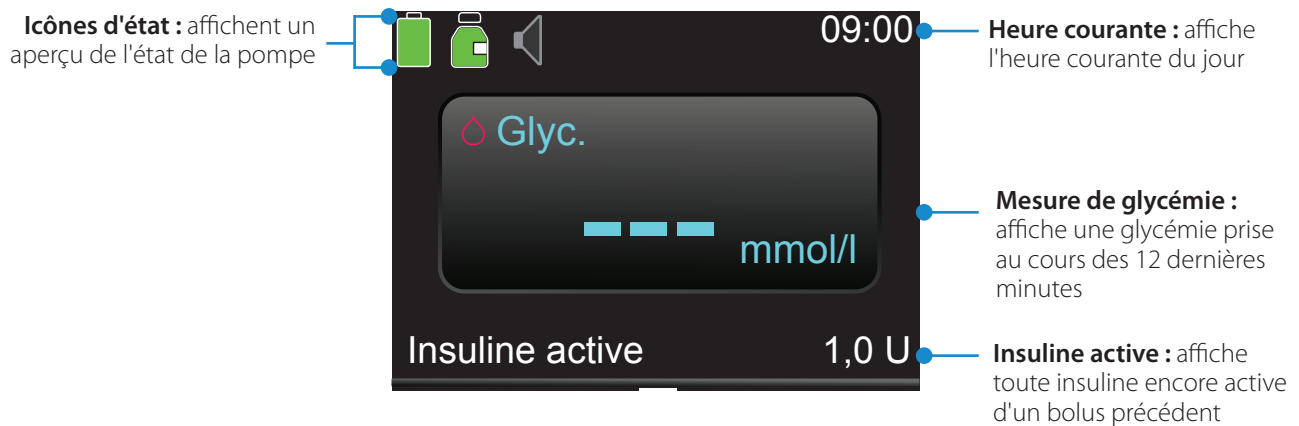 Icônes d'état : affichent un
aperçu de l'état de la pompe
09:00
Heure courante : affiche
l'heure courante du jour
Glyc.
mmol/l
Mesure de glycémie :
affiche une glycémie prise
au cours des 12 dernières
minutes
Insuline active
1,0 U
Insuline active : affiche
toute insuline encore active
d'un bolus précédent